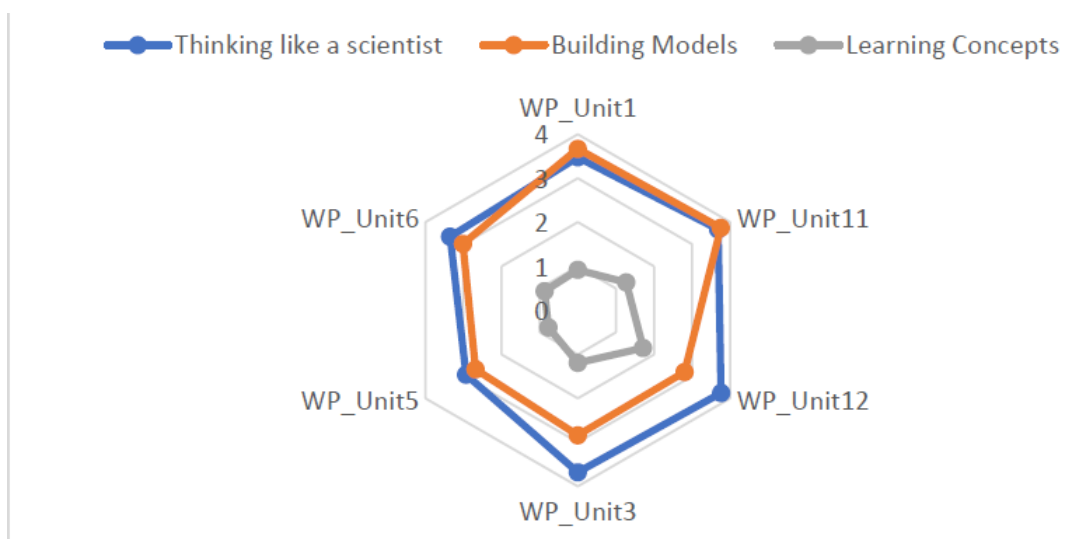 Thinking like a scientist Building Models Learning Concepts
WP_Unit1
4
3
WP_Unit6 2 WP_Unit11
1
0
WP_Unit5 WP_Unit12
WP_Unit3